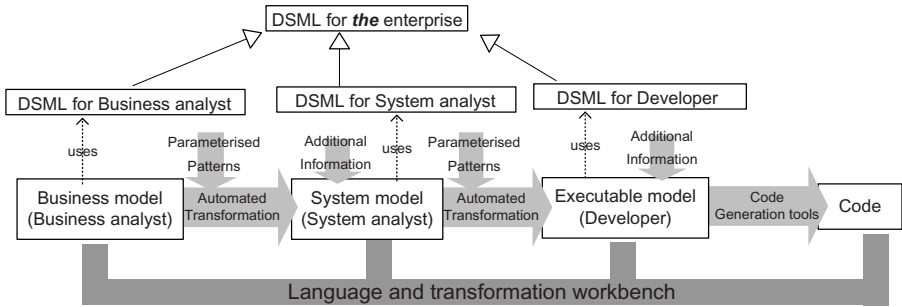 DSML for the enterprise
DSML for Business analyst
DSML for System analyst
DSML for Developer
uses
Parameterised
Patterns
Additional
Information
uses
Parameterised
Patterns
uses
Additional
Information
Business model
(Business analyst)
Automated
Transformation
System model
(System analyst)
Automated
Transformation
Executable model
(Developer)
Code
Generation tools
Code
Language and transformation workbench